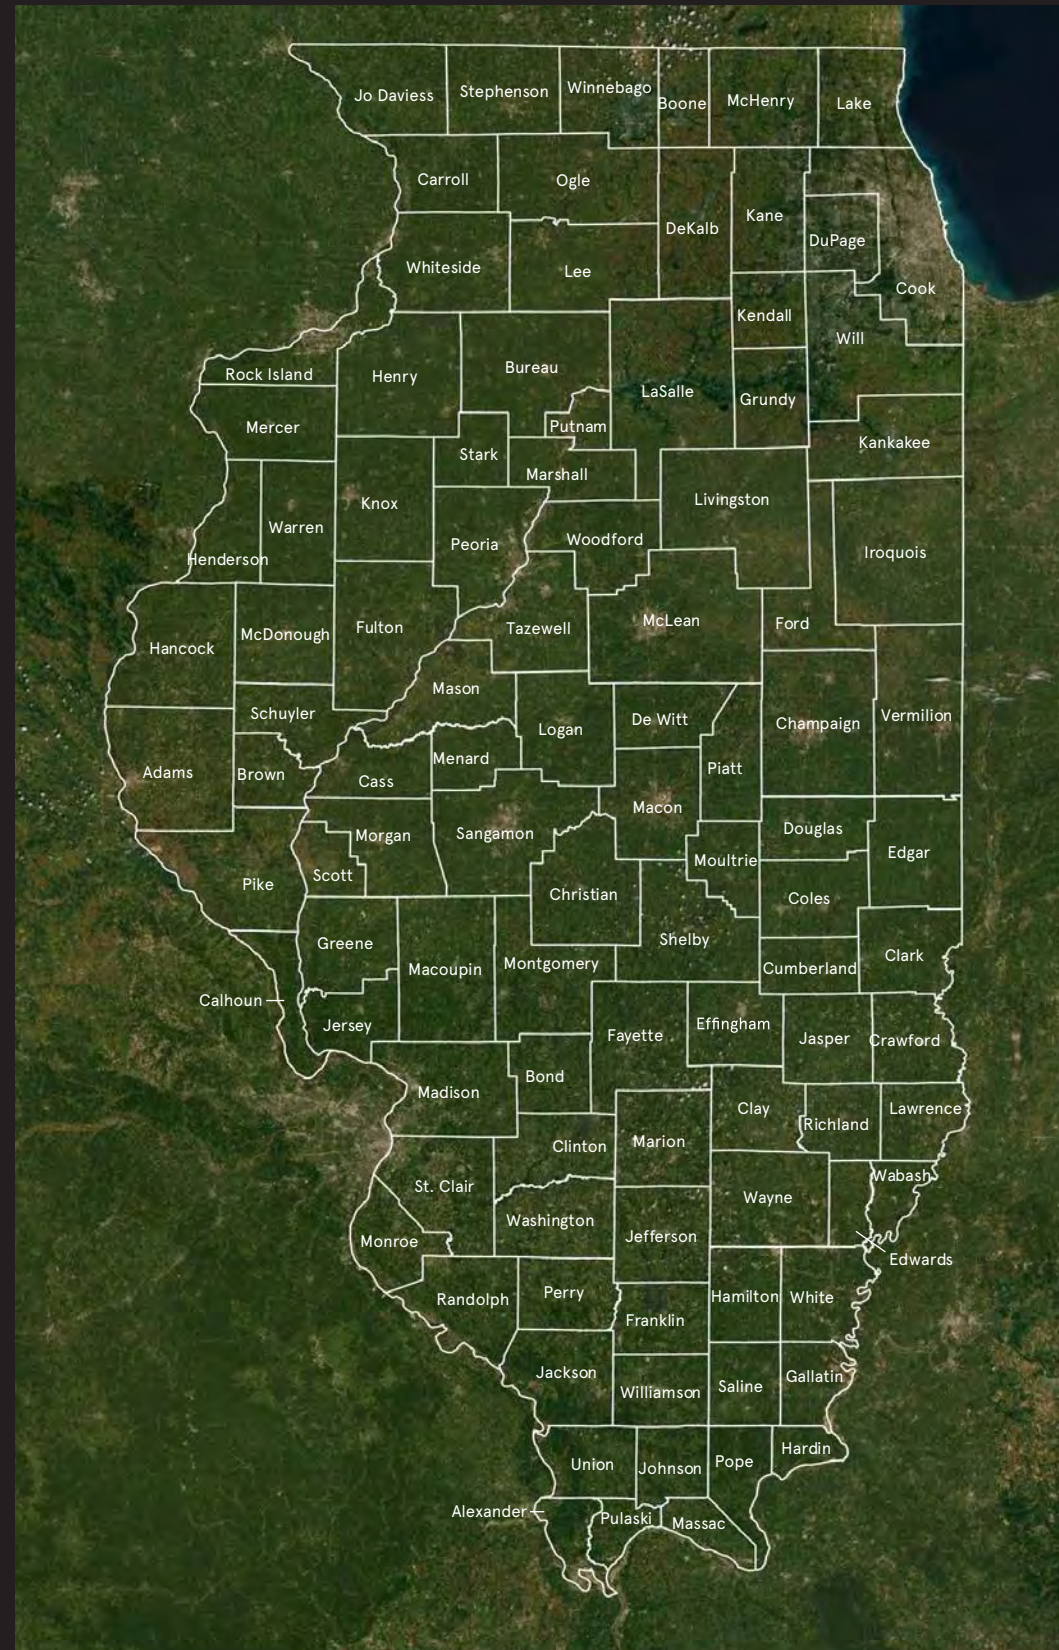 Jo Daviess
Stephenson
Winnebago
Boone
McHenry
Lake
Carroll
Ogle
DeKalb
Kane
DuPage
Cook
Whiteside
Lee
Kendall
Will
Rock Island
Henry
Bureau
LaSalle
Grundy
Mercer
Putnam
Kankakee
Stark
Marshall
Henderson
Warren
Knox
Peoria
Woodford
Livingston
Iroquois
Hancock
McDonough
Fulton
Tazewell
McLean
Ford
Mason
Schuyler
Logan
De Witt
Champaign
Vermilion
Adams
Brown
Cass
Menard
Piatt
Macon
Morgan
Sangamon
Douglas
Edgar
Moultrie
Pike
Scott
Christian
Coles
Greene
Macoupin
Montgomery
Shelby
Cumberland
Clark
Calhoun
Jersey
Fayette
Effingham
Jasper
Crawford
Madison
Bond
Clay
Richland
Lawrence
Clinton
Marion
St. Clair
Wayne
Wabash
Washington
Jefferson
Monroe
Edwards
Randolph
Perry
Franklin
Hamilton
White
Jackson
Williamson
Saline
Gallatin
Union
Johnson
Pope
Hardin
Alexander
Pulaski
Massac